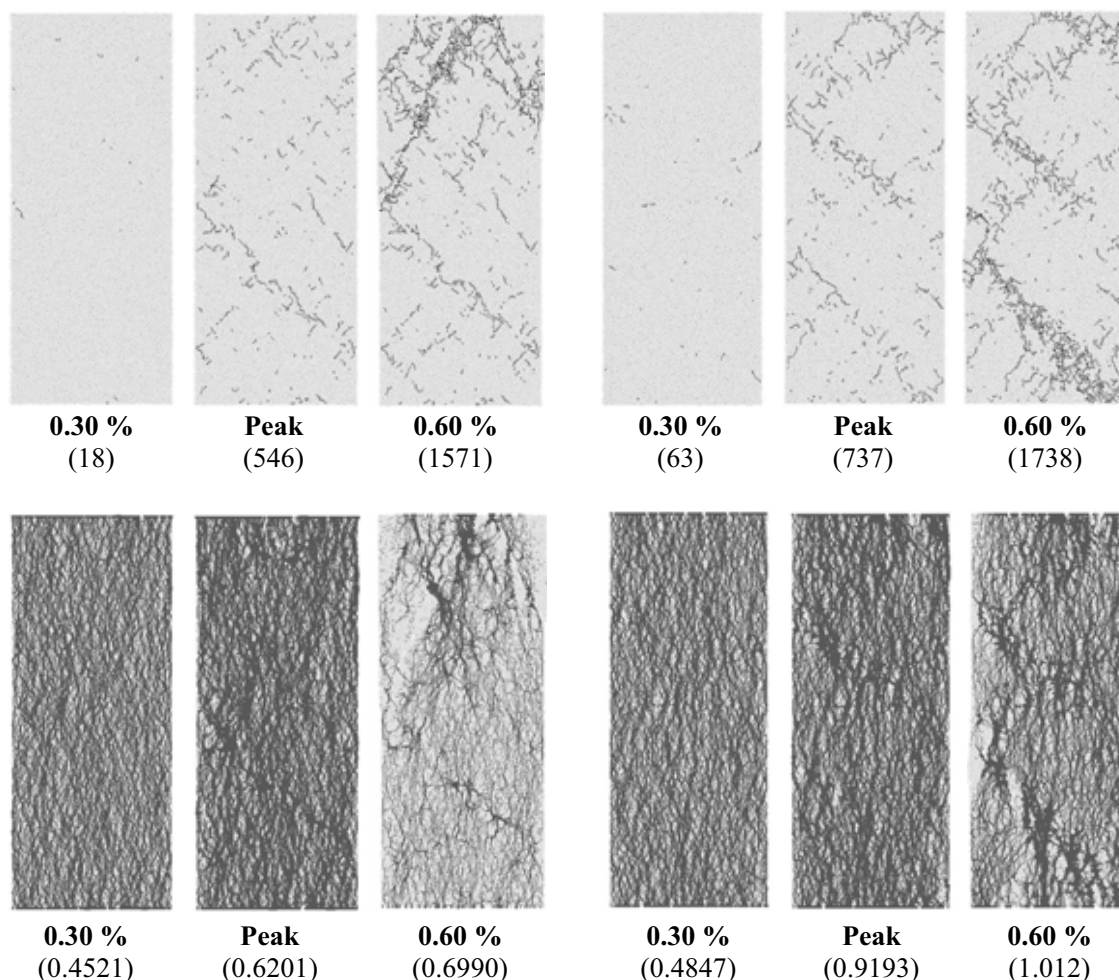 0.30 % Peak 0.60 % 0.30 % Peak 0.60 %
(18) (546) (1571) (63) (737) (1738)
0.30 % Peak 0.60 % 0.30 % Peak 0.60 %
(0.4521) (0.6201) (0.6990) (0.4847) (0.9193) (1.012)